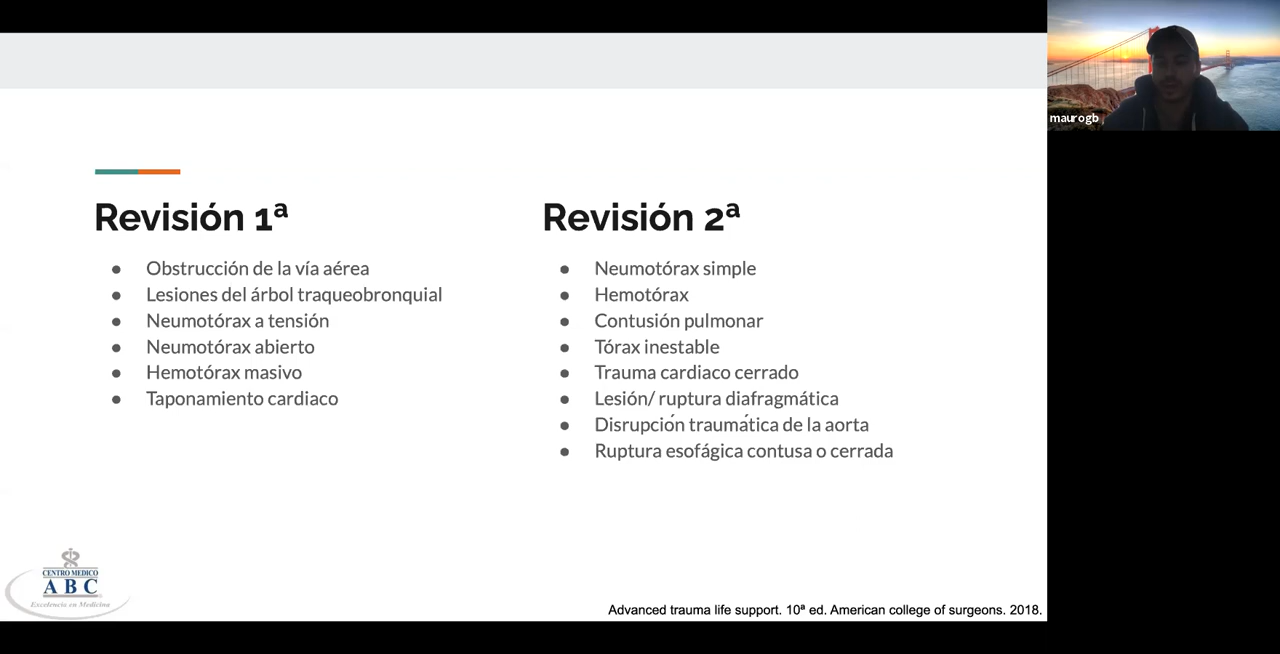 maurogb
Revisión 1ª
Obstrucción de la vía aérea
Lesiones del árbol traqueobronquial
Neumotórax a tensión
Neumotórax abierto
Hemotórax masivo
Taponamiento cardiaco
Revisión 2ª
Neumotórax simple
Hemotórax
Contusión pulmonar
Tórax inestable
Trauma cardiaco cerrado
Lesión/ ruptura diafragmática
Disrupción traumática de la aorta
Ruptura esofágica contusa o cerrada
CENTRO MEDICO
ABC
Excelencia en Medicina
Advanced trauma life support. 10ª ed. American college of surgeons. 2018.